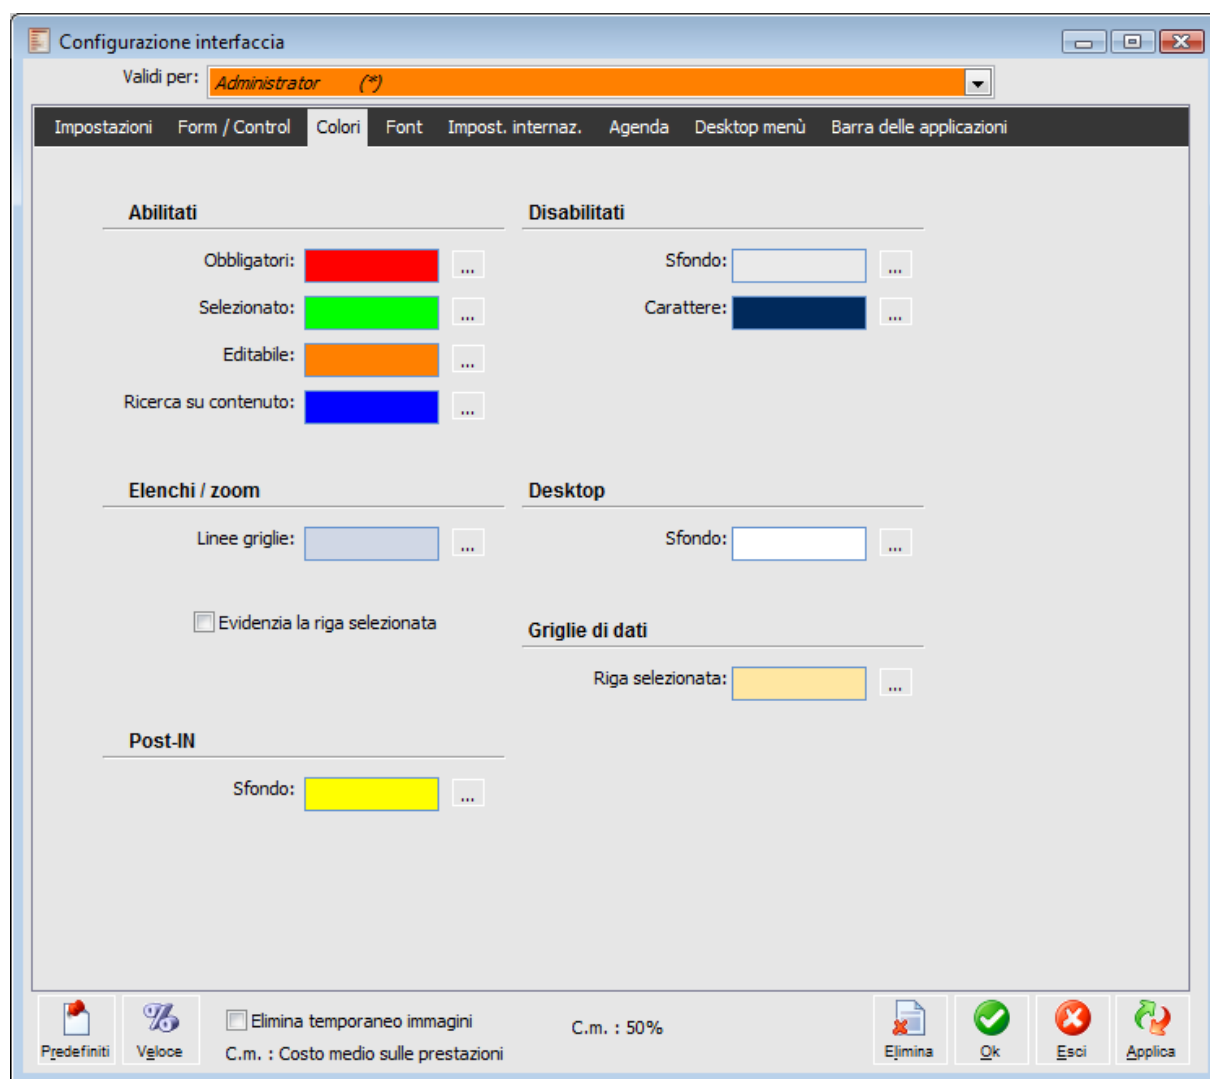 Configurazione interfaccia
Validi per: Administrator (*)
Impostazioni Form / Control Colori Font Impost. internaz. Agenda Desktop menù Barra delle applicazioni
Abilitati Disabilitati
Obbligatori: ... Sfondo: ...
Selezionato: ... Carattere: ...
Editabile: ...
Ricerca su contenuto: ...
Elenchi / zoom Desktop
Linee griglie: ... Sfondo: ...
Evidenzia la riga selezionata
Griglie di dati
Riga selezionata: ...
Post-IN
Sfondo: ...
Elimina temporaneo immagini
C.m. : 50%
Predefiniti Veloce C.m. : Costo medio sulle prestazioni Elimina Ok Esci Applica